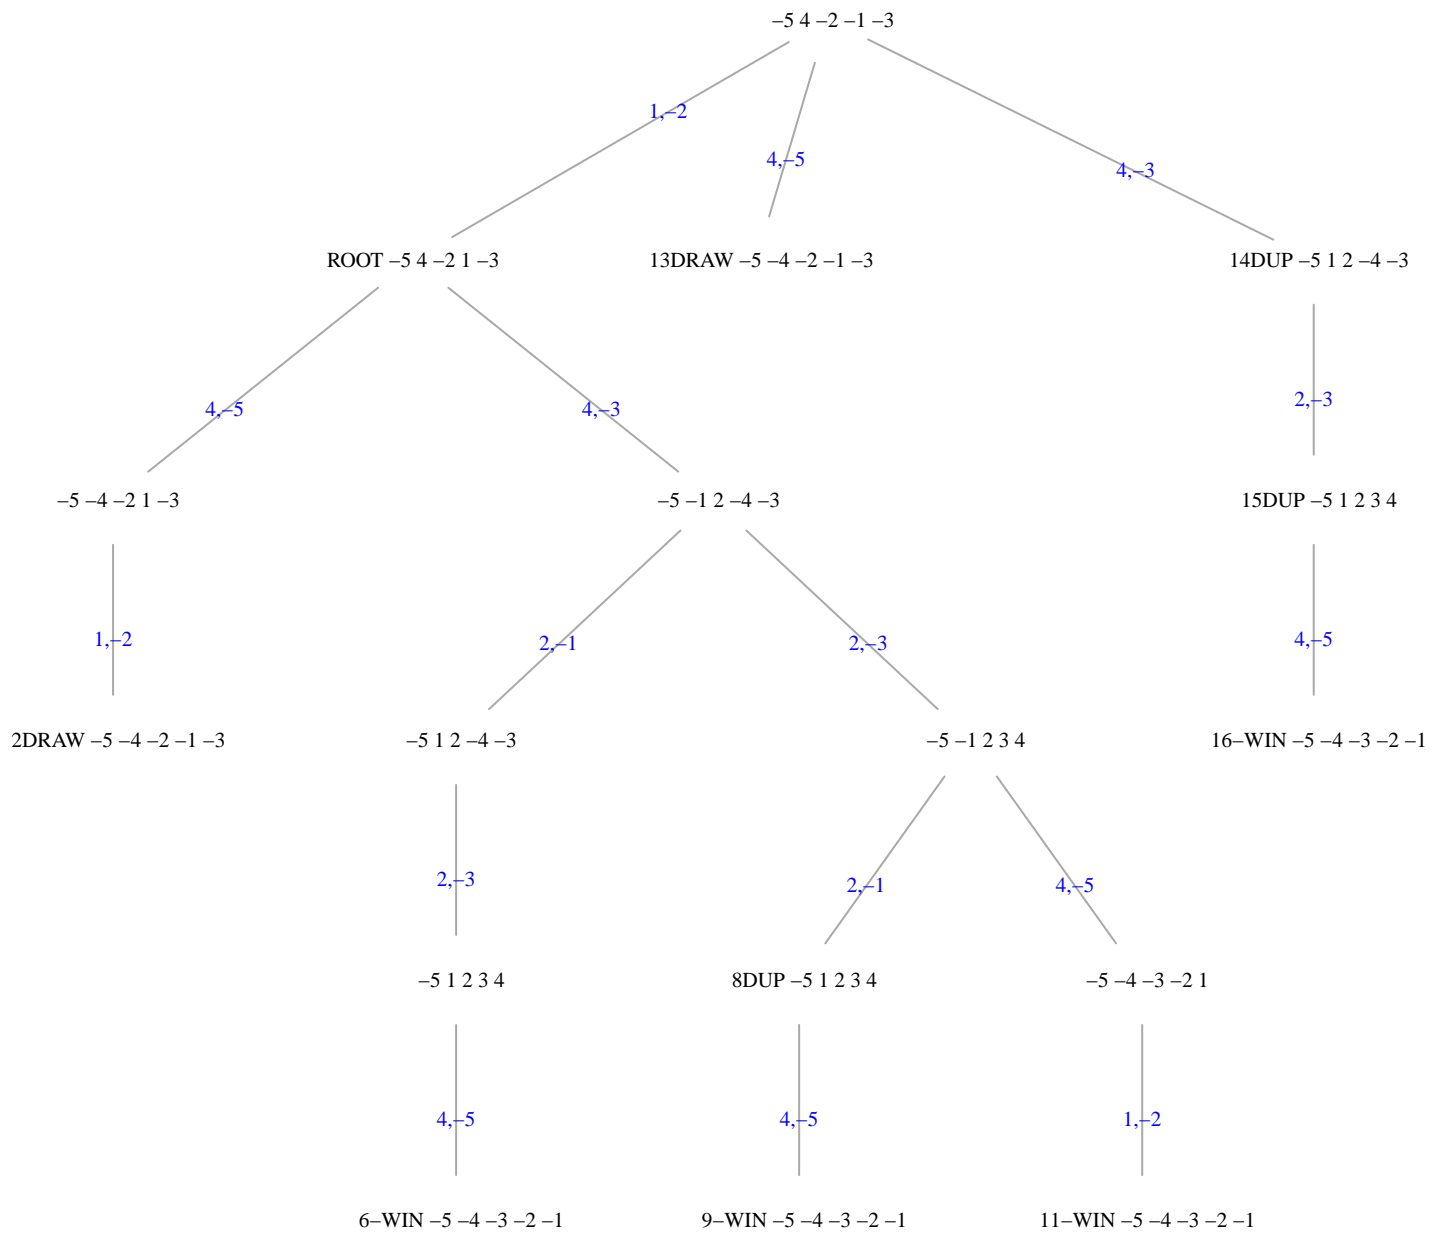 –5 4 –2 –1 –3
1,–2
4,–5
4,–3
ROOT –5 4 –2 1 –3
13DRAW –5 –4 –2 –1 –3
14DUP –5 1 2 –4 –3
4,–5
4,–3
2,–3
–5 –4 –2 1 –3
–5 –1 2 –4 –3
15DUP –5 1 2 3 4
1,–2
2,–1
2,–3
4,–5
2DRAW –5 –4 –2 –1 –3
–5 1 2 –4 –3
–5 –1 2 3 4
16–WIN –5 –4 –3 –2 –1
2,–3
2,–1
4,–5
–5 1 2 3 4
8DUP –5 1 2 3 4
–5 –4 –3 –2 1
4,–5
4,–5
1,–2
6–WIN –5 –4 –3 –2 –1
9–WIN –5 –4 –3 –2 –1
11–WIN –5 –4 –3 –2 –1